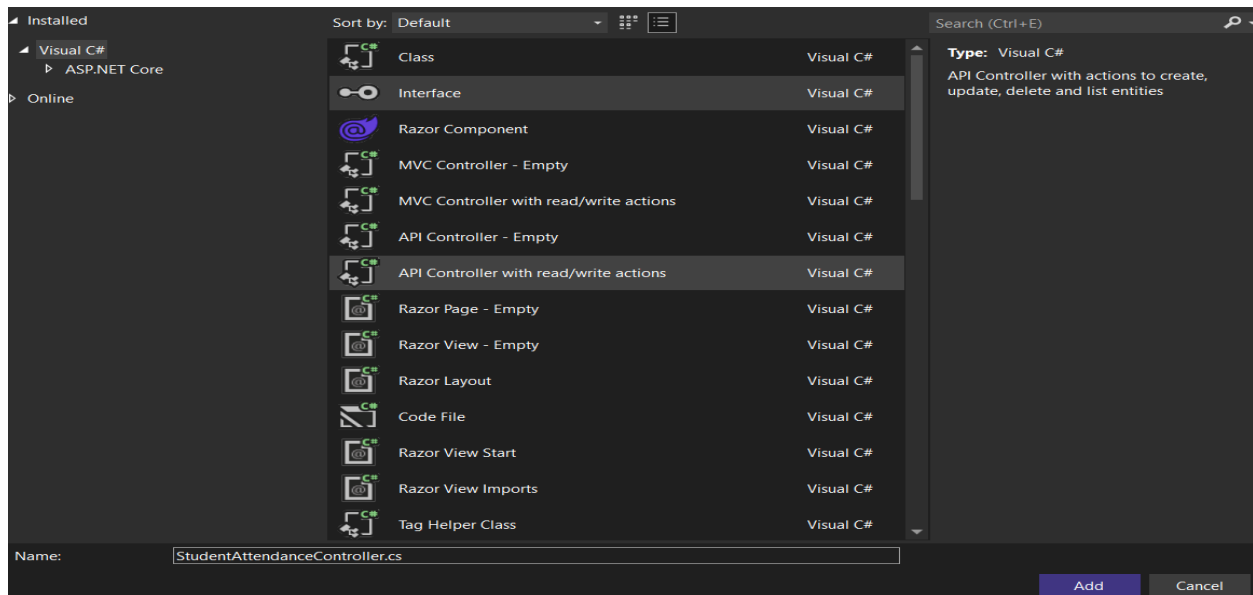 Installed
Sort by: Default
Search (Ctrl+E)
Visual C#
ASP.NET Core
Online
Class Visual C#
Interface Visual C#
Razor Component Visual C#
MVC Controller - Empty Visual C#
MVC Controller with read/write actions Visual C#
API Controller - Empty Visual C#
API Controller with read/write actions Visual C#
Razor Page - Empty Visual C#
Razor View - Empty Visual C#
Razor Layout Visual C#
Code File Visual C#
Razor View Start Visual C#
Razor View Imports Visual C#
Tag Helper Class Visual C#
Type: Visual C#
API Controller with actions to create,
update, delete and list entities
Name: StudentAttendanceController.cs
Add Cancel